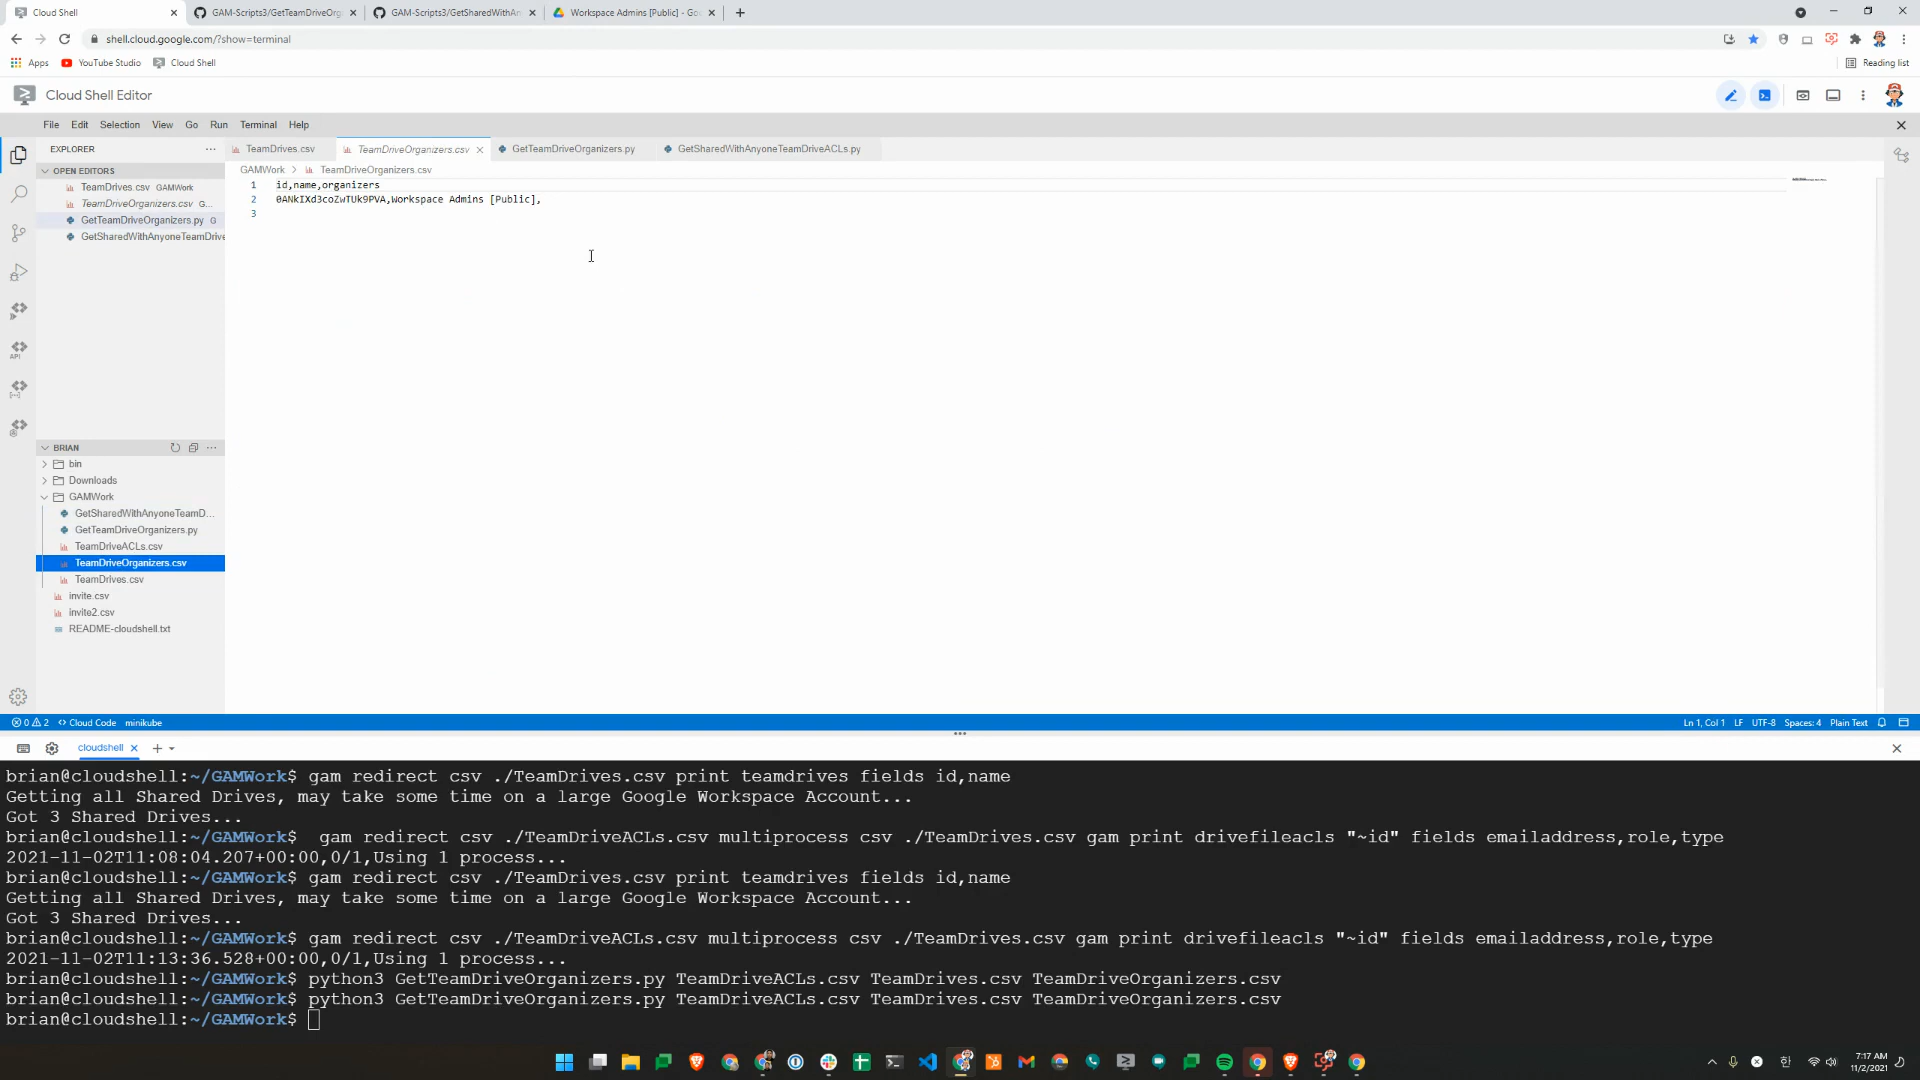 Cloud Shell
GAM-Scripts3/GetTeamDriveOrg
GAM-Scripts3/GetSharedWithAn
Workspace Admins [Public] - Goo
shell.cloud.google.com/?show=terminal
Apps
YouTube Studio
Cloud Shell
Reading list
Cloud Shell Editor
File Edit Selection View Go Run Terminal Help
EXPLORER
TeamDrives.csv
TeamDriveOrganizers.csv
GetTeamDriveOrganizers.py
GetSharedWithAnyoneTeamDriveACLs.py
OPEN EDITORS
TeamDrives.csv GAMWork
TeamDriveOrganizers.csv G...
GetTeamDriveOrganizers.py G
GetSharedWithAnyoneTeamDrive
GAMWork > TeamDriveOrganizers.csv
1 id,name,organizers
2 0ANkIXd3coZwTUk9PVA,Workspace Admins [Public],
3
API
BRIAN
bin
Downloads
GAMWork
GetSharedWithAnyoneTeamD...
GetTeamDriveOrganizers.py
TeamDriveACLs.csv
TeamDriveOrganizers.csv
TeamDrives.csv
invite.csv
invite2.csv
README-cloudshell.txt
0 2 Cloud Code minikube
Ln 1, Col 1 LF UTF-8 Spaces: 4 Plain Text
cloudshell
brian@cloudshell:~/GAMWork$ gam redirect csv ./TeamDrives.csv print teamdrives fields id,name
Getting all Shared Drives, may take some time on a large Google Workspace Account...
Got 3 Shared Drives...
brian@cloudshell:~/GAMWork$  gam redirect csv ./TeamDriveACLs.csv multiprocess csv ./TeamDrives.csv gam print drivefileacls "~id" fields emailaddress,role,type
2021-11-02T11:08:04.207+00:00,0/1,Using 1 process...
brian@cloudshell:~/GAMWork$ gam redirect csv ./TeamDrives.csv print teamdrives fields id,name
Getting all Shared Drives, may take some time on a large Google Workspace Account...
Got 3 Shared Drives...
brian@cloudshell:~/GAMWork$ gam redirect csv ./TeamDriveACLs.csv multiprocess csv ./TeamDrives.csv gam print drivefileacls "~id" fields emailaddress,role,type
2021-11-02T11:13:36.528+00:00,0/1,Using 1 process...
brian@cloudshell:~/GAMWork$ python3 GetTeamDriveOrganizers.py TeamDriveACLs.csv TeamDrives.csv TeamDriveOrganizers.csv
brian@cloudshell:~/GAMWork$ python3 GetTeamDriveOrganizers.py TeamDriveACLs.csv TeamDrives.csv TeamDriveOrganizers.csv
brian@cloudshell:~/GAMWork$
7:17 AM
11/2/2021